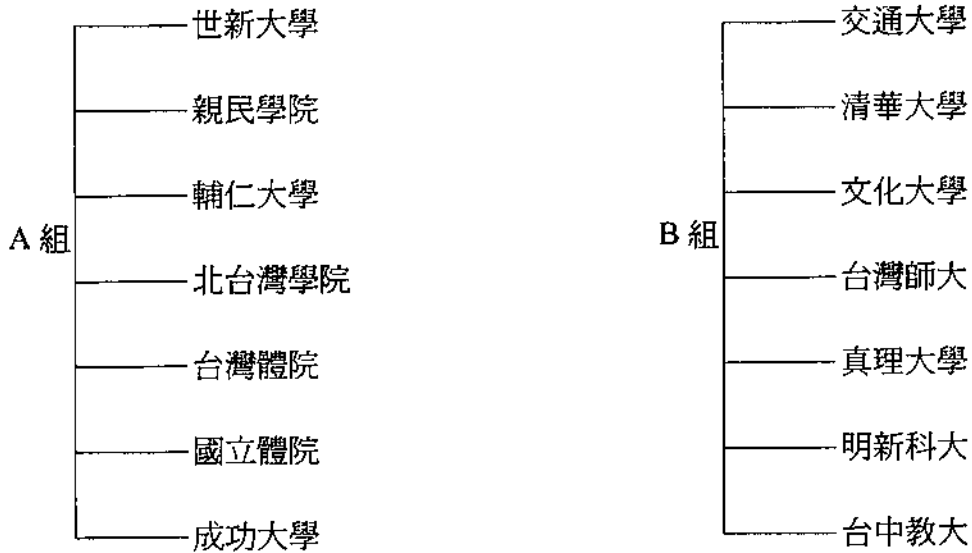 A組
世新大學
親民學院
輔仁大學
北台灣學院
台灣體院
國立體院
成功大學
B組
交通大學
清華大學
文化大學
台灣師大
真理大學
明新科大
台中教大